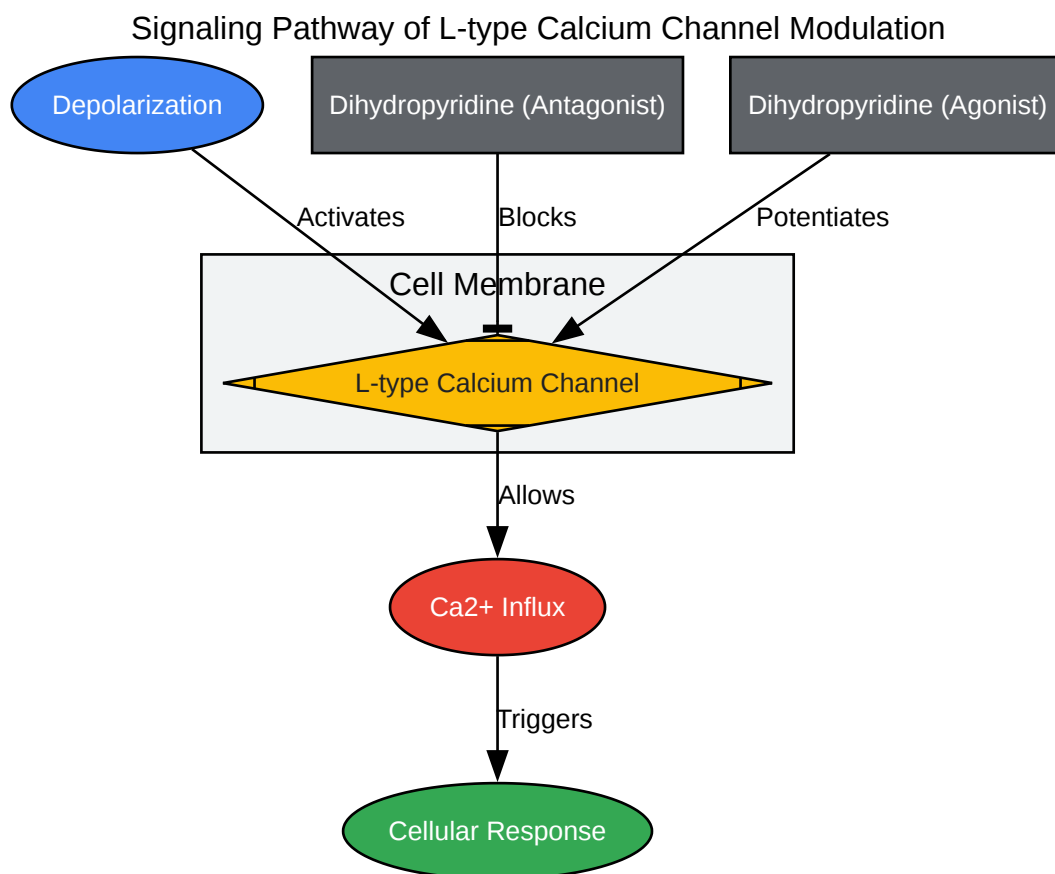 Signaling Pathway of L-type Calcium Channel Modulation
Depolarization
Dihydropyridine (Antagonist)
Dihydropyridine (Agonist)
Activates
Blocks
Potentiates
Cell Membrane
L-type Calcium Channel
Allows
Ca2+ Influx
Triggers
Cellular Response